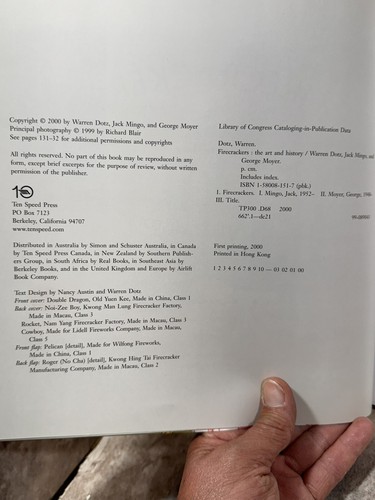 Copyright © 2000 by Warren Dotz, Jack Mingo, and George Moyer
Principal photography © 1999 by Richard Blair
See pages 131–32 for additional permissions and copyrights
All rights reserved. No part of this book may be reproduced in any
form, except brief excerpts for the purpose of review, without written
permission of the publisher.
Ten Speed Press
PO Box 7123
Berkeley, California 94707
www.tenspeed.com
Distributed in Australia by Simon and Schuster Australia, in Canada
by Ten Speed Press Canada, in New Zealand by Southern Publish-
ers Group, in South Africa by Real Books, in Southeast Asia by
Berkeley Books, and in the United Kingdom and Europe by Airlift
Book Company.
Text Design by Nancy Austin and Warren Dotz
Front cover: Double Dragon, Old Yuen Kee, Made in China, Class 1
Back cover: Noi-Zee Boy, Kwong Man Lung Firecracker Factory,
Made in Macau, Class 3
Rocket, Nam Yang Firecracker Factory, Made in Macau, Class 3
Cowboy, Made for Lidell Fireworks Company, Made in Macau,
Class 5
Front flap: Pelican [detail], Made for Wilfong Fireworks,
Made in China, Class 1
Back flap: Roger (No Cha) [detail], Kwong Hing Tai Firecracker
Manufacturing Company, Made in Macau, Class 2
Library of Congress Cataloging-in-Publication Data
Dotz, Warren.
Firecrackers : the art and history / Warren Dotz, Jack Mingo, and
George Moyer.
p. cm.
Includes index.
ISBN 1-58008-151-7 (pbk.)
1. Firecrackers. I. Mingo, Jack, 1952– II. Moyer, George,
III. Title.
TP300 .D68 2000
662'.1—dc21
First printing, 2000
Printed in Hong Kong
1 2 3 4 5 6 7 8 9 10 — 03 02 01 00